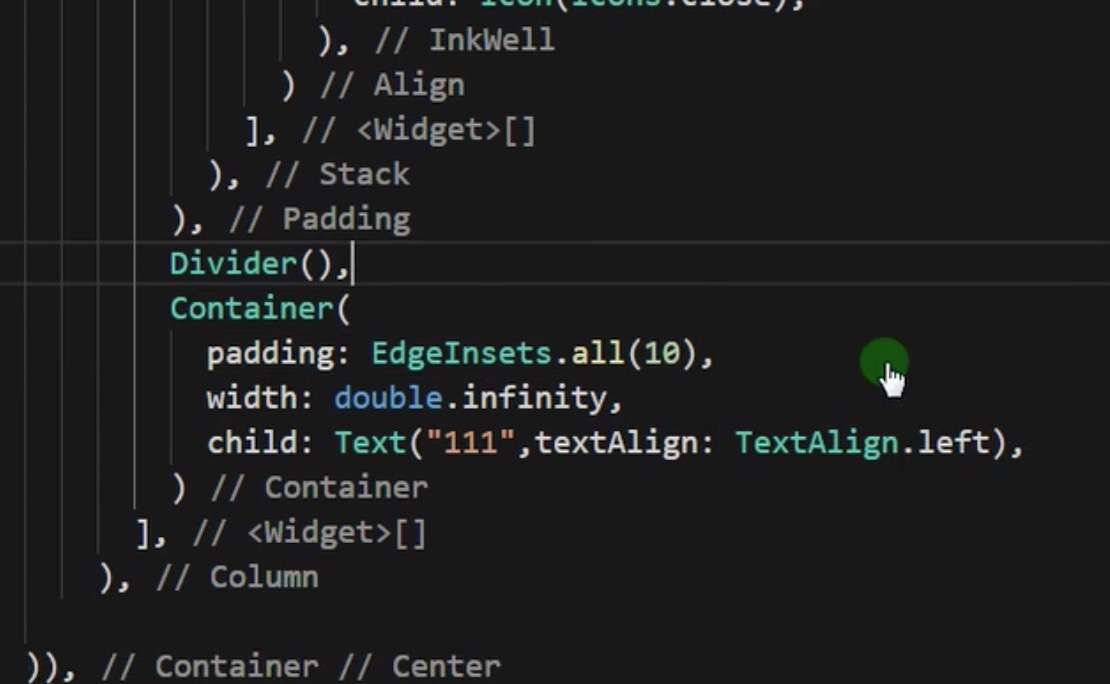 child: Icon(Icons.close),
), // InkWell
) // Align
], // <Widget>[]
), // Stack
), // Padding
Divider(),
Container(
padding: EdgeInsets.all(10),
width: double.infinity,
child: Text("111",textAlign: TextAlign.left),
) // Container
], // <Widget>[]
), // Column
)), // Container // Center